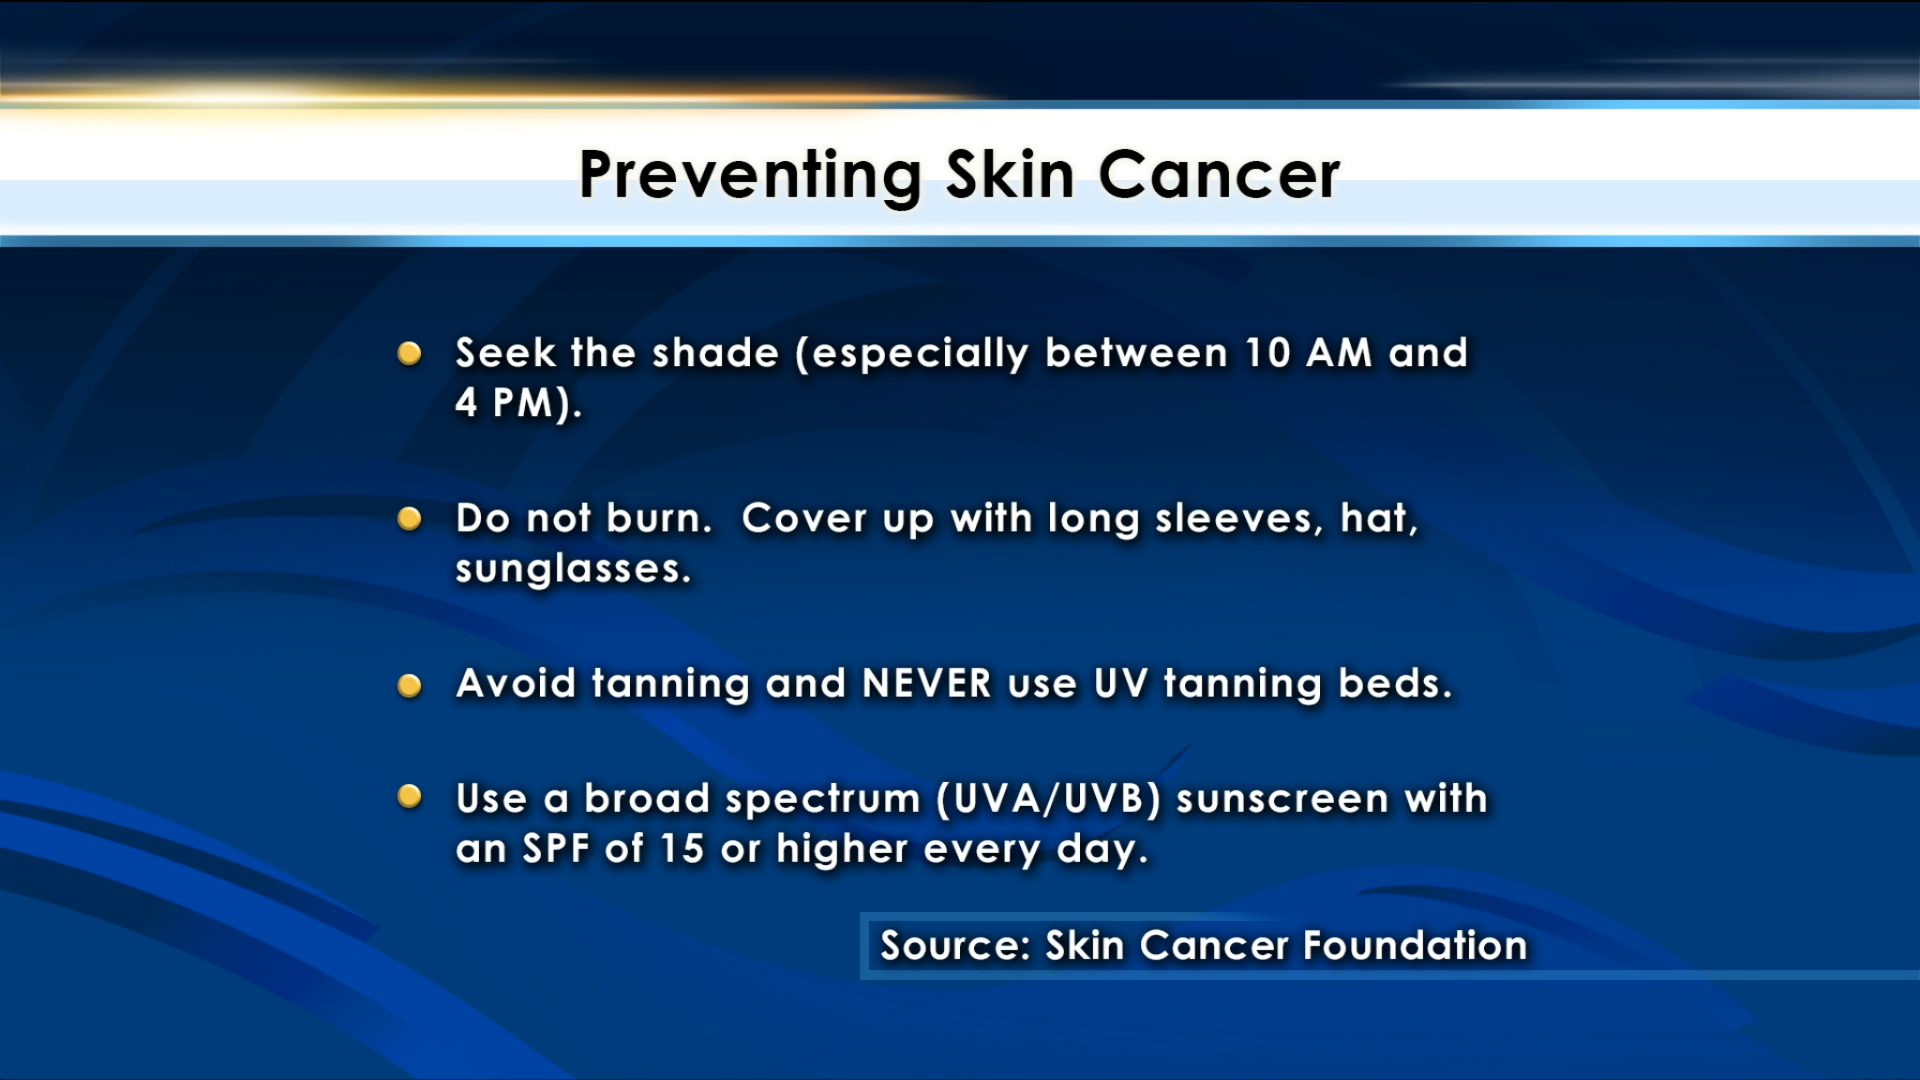 Preventing Skin Cancer
Seek the shade (especially between 10 AM and
4 PM).
Do not burn.  Cover up with long sleeves, hat,
sunglasses.
Avoid tanning and NEVER use UV tanning beds.
Use a broad spectrum (UVA/UVB) sunscreen with
an SPF of 15 or higher every day.
Source: Skin Cancer Foundation